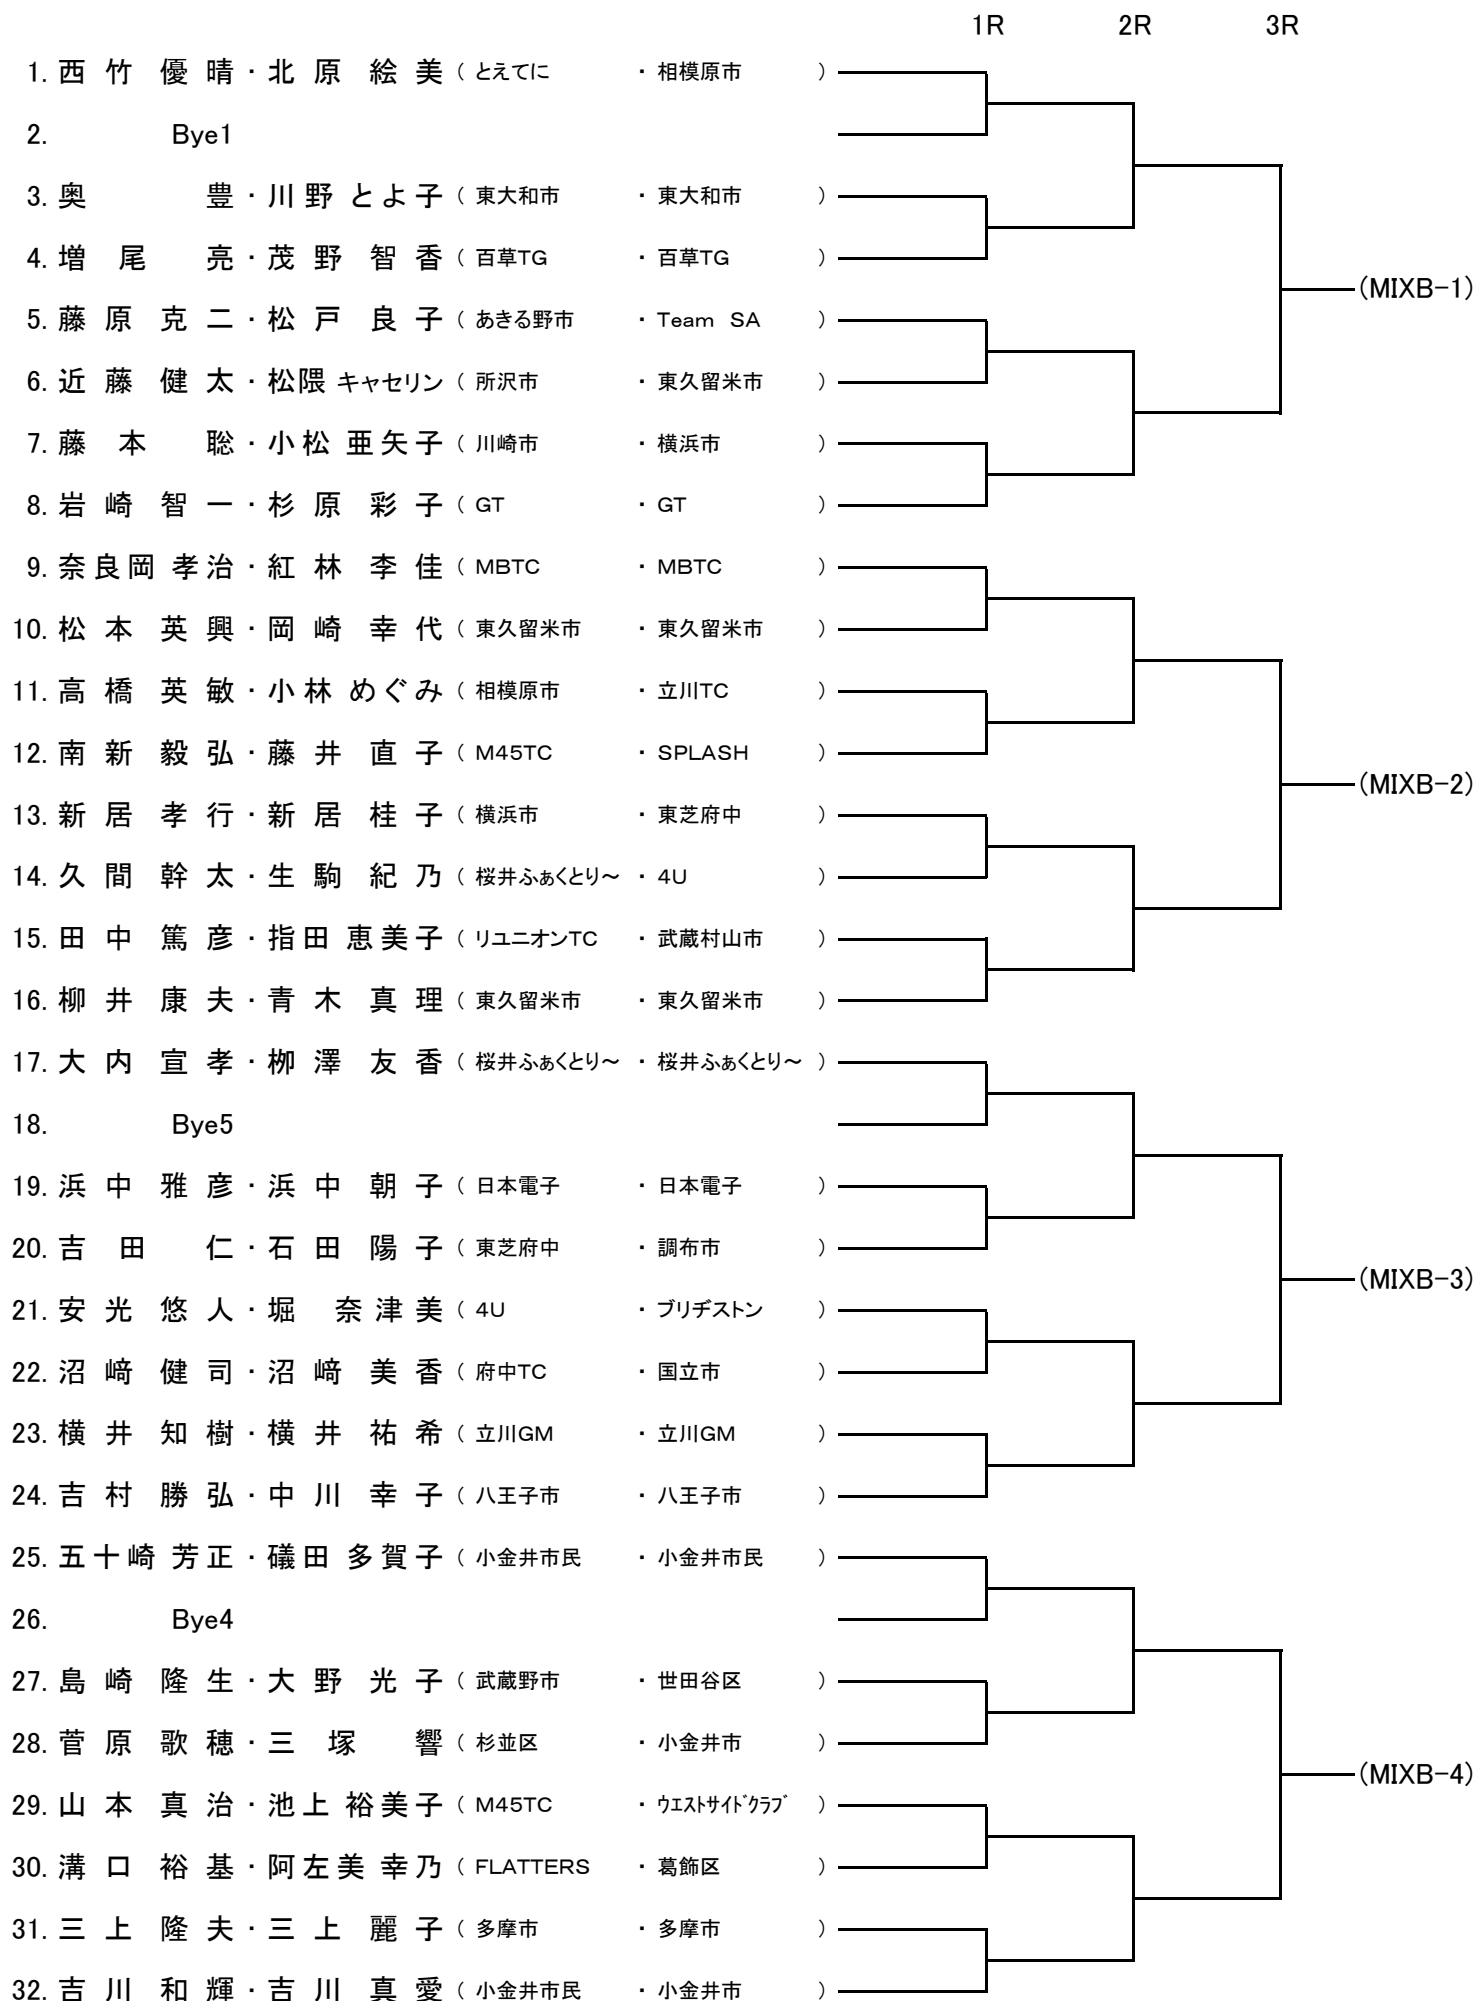 1R 2R 3R
1. 西竹 優晴・北原 絵美 ( とえてに ・ 相模原市 )
2. Bye1
3. 奥 豊・川野 とよ子 ( 東大和市 ・ 東大和市 )
4. 増尾 亮・茂野 智香 ( 百草TG ・ 百草TG )
(MIXB-1)
5. 藤原 克二・松戸 良子 ( あきる野市 ・ Team SA )
6. 近藤 健太・松隈 キャセリン ( 所沢市 ・ 東久留米市 )
7. 藤本 聡・小松 亜矢子 ( 川崎市 ・ 横浜市 )
8. 岩崎 智一・杉原 彩子 ( GT ・ GT )
9. 奈良岡 孝治・紅林 李佳 ( MBTC ・ MBTC )
10. 松本 英興・岡崎 幸代 ( 東久留米市 ・ 東久留米市 )
11. 高橋 英敏・小林 めぐみ ( 相模原市 ・ 立川TC )
12. 南新 毅弘・藤井 直子 ( M45TC ・ SPLASH )
(MIXB-2)
13. 新居 孝行・新居 桂子 ( 横浜市 ・ 東芝府中 )
14. 久間 幹太・生駒 紀乃 ( 桜井ふぁくとり～ ・ 4U )
15. 田中 篤彦・指田 恵美子 ( リユニオンTC ・ 武蔵村山市 )
16. 柳井 康夫・青木 真理 ( 東久留米市 ・ 東久留米市 )
17. 大内 宣孝・栁澤 友香 ( 桜井ふぁくとり～ ・ 桜井ふぁくとり～ )
18. Bye5
19. 浜中 雅彦・浜中 朝子 ( 日本電子 ・ 日本電子 )
20. 吉田 仁・石田 陽子 ( 東芝府中 ・ 調布市 )
(MIXB-3)
21. 安光 悠人・堀 奈津美 ( 4U ・ ブリヂストン )
22. 沼﨑 健司・沼﨑 美香 ( 府中TC ・ 国立市 )
23. 横井 知樹・横井 祐希 ( 立川GM ・ 立川GM )
24. 吉村 勝弘・中川 幸子 ( 八王子市 ・ 八王子市 )
25. 五十崎 芳正・礒田 多賀子 ( 小金井市民 ・ 小金井市民 )
26. Bye4
27. 島崎 隆生・大野 光子 ( 武蔵野市 ・ 世田谷区 )
28. 菅原 歌穂・三塚 響 ( 杉並区 ・ 小金井市 )
(MIXB-4)
29. 山本 真治・池上 裕美子 ( M45TC ・ ｳｴｽﾄｻｲﾄﾞｸﾗﾌﾞ )
30. 溝口 裕基・阿左美 幸乃 ( FLATTERS ・ 葛飾区 )
31. 三上 隆夫・三上 麗子 ( 多摩市 ・ 多摩市 )
32. 吉川 和輝・吉川 真愛 ( 小金井市民 ・ 小金井市 )